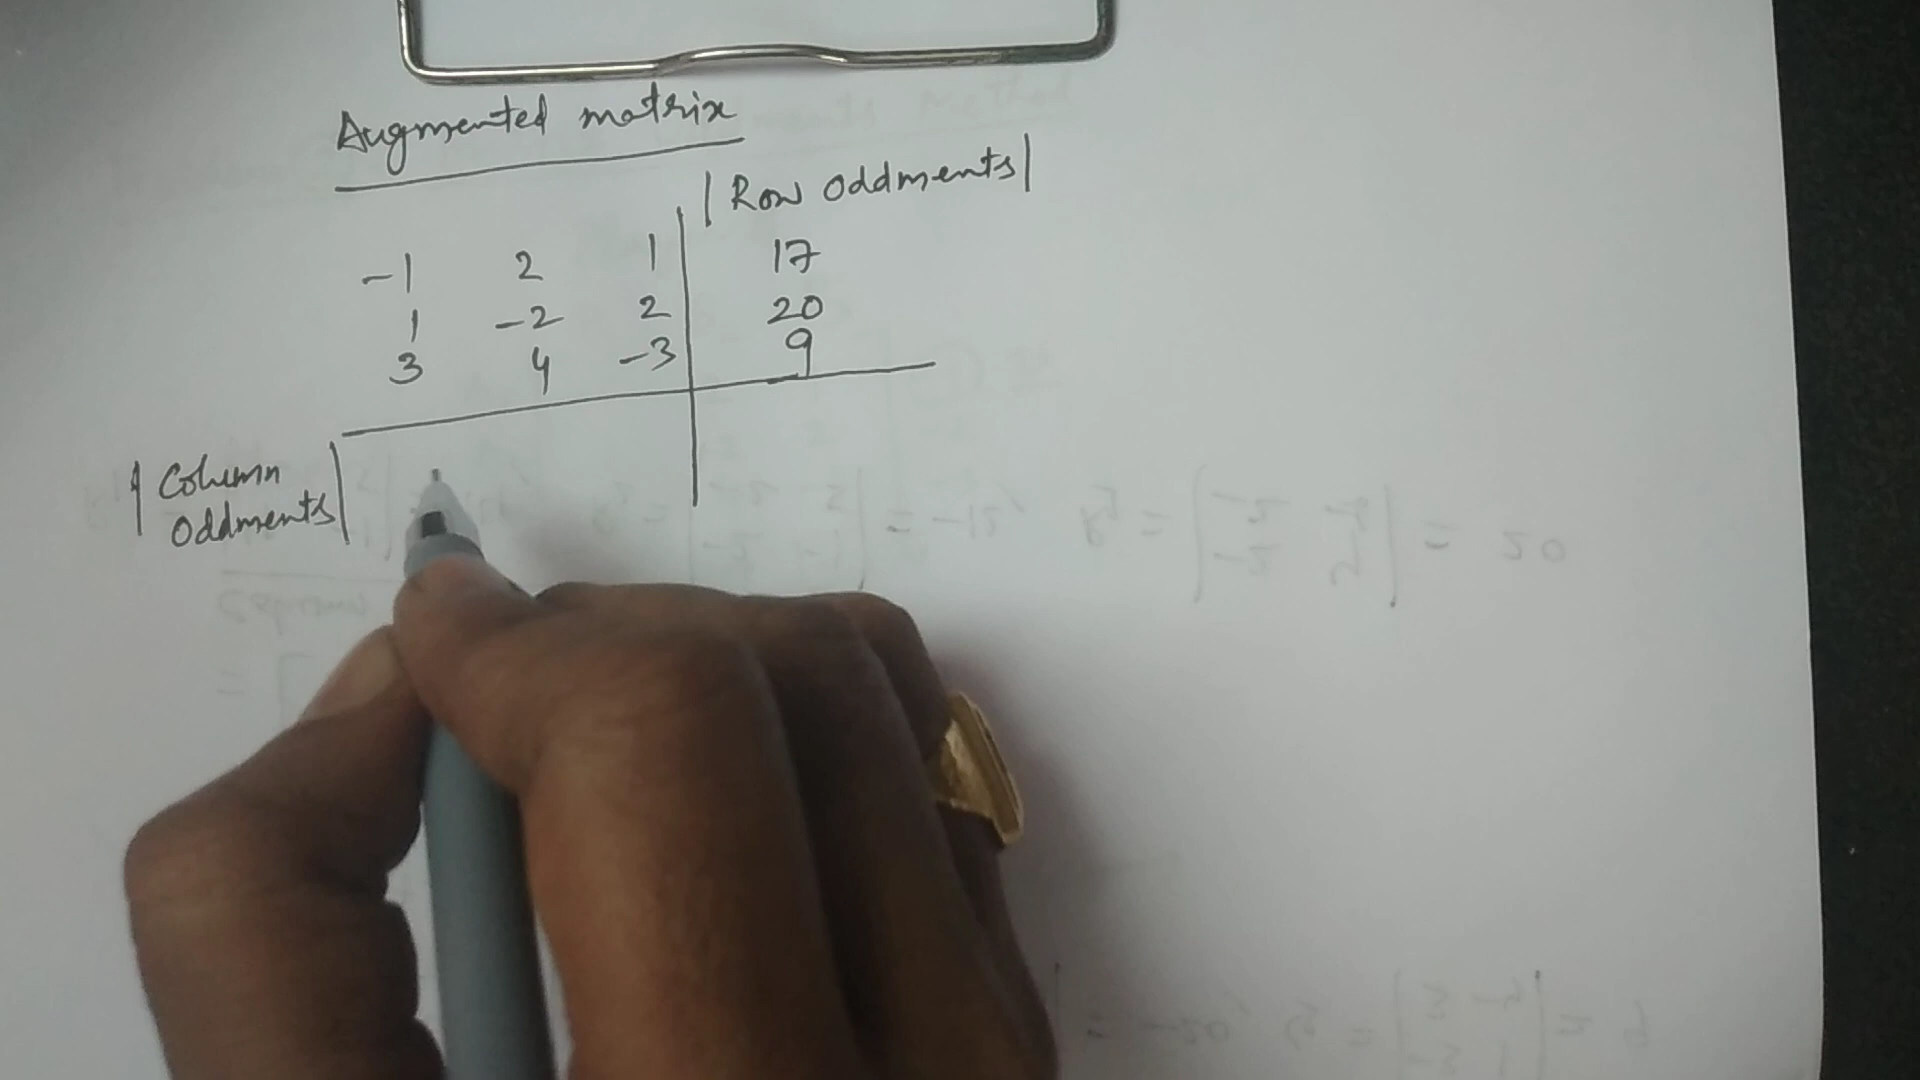 Augmented matrix
|Row Oddments|
-1 2 1 17
1 -2 2 20
3 4 -3 9
|Column
Oddments|